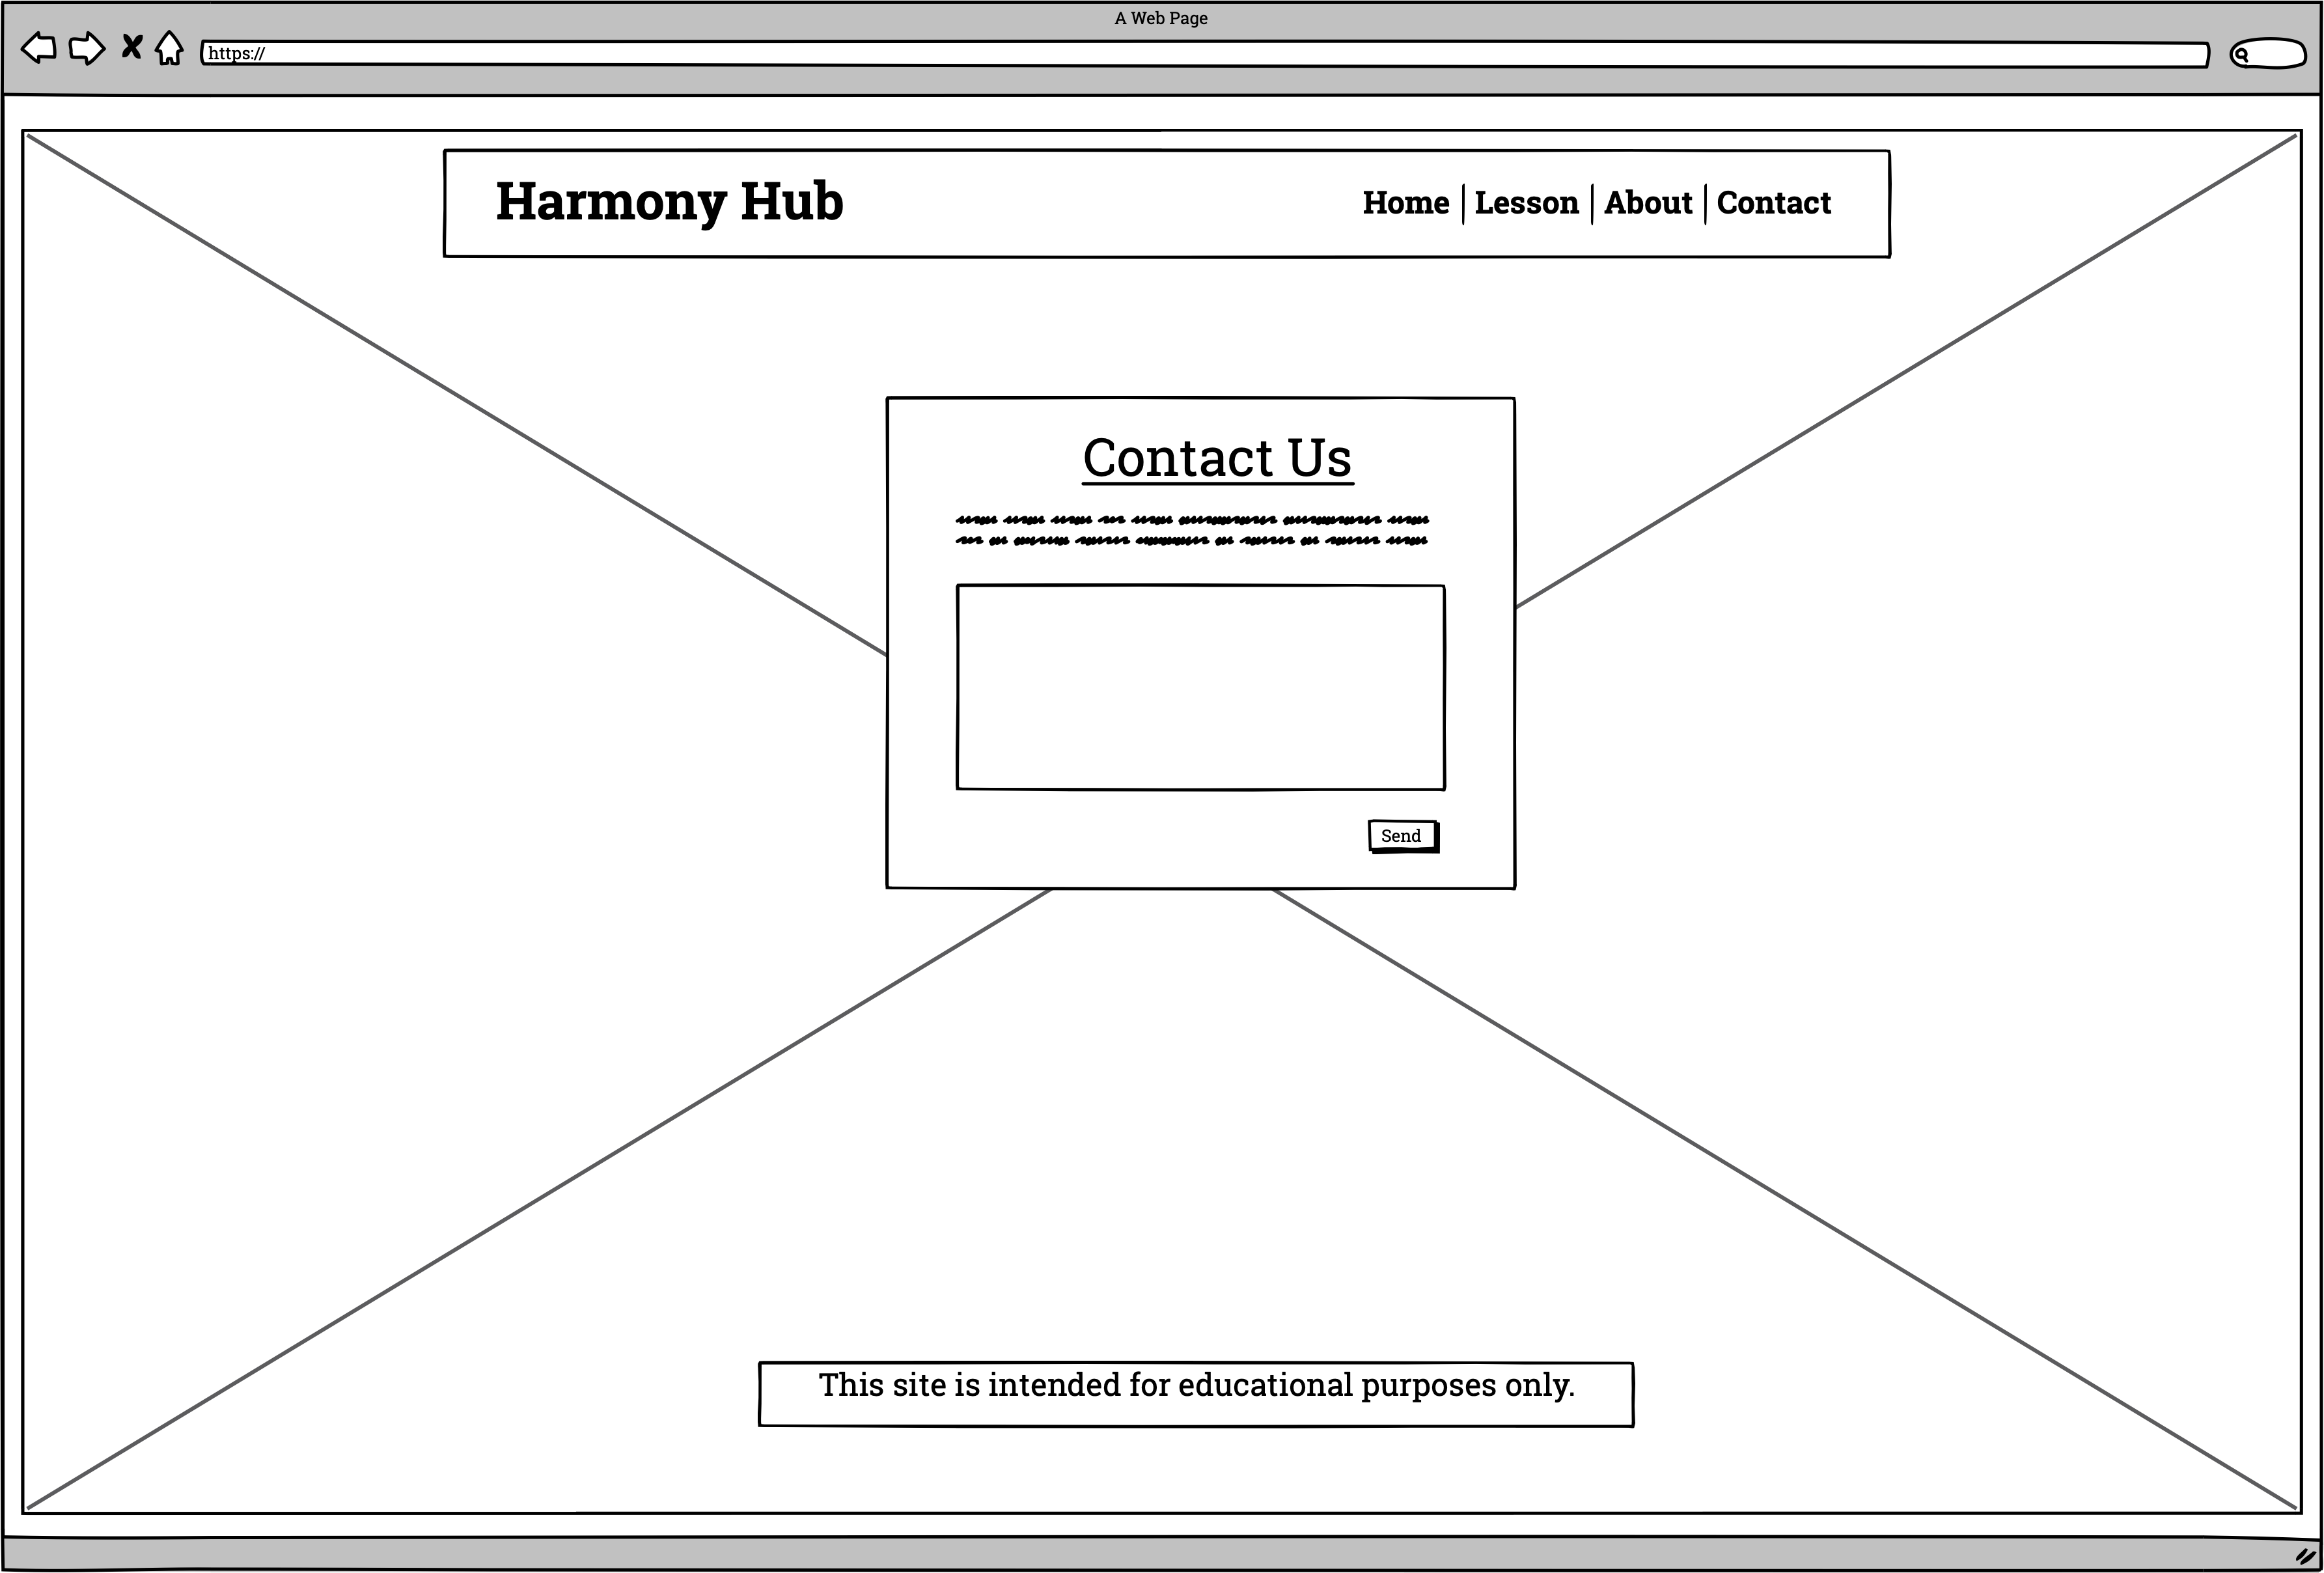 A Web Page
https://
Harmony Hub
Home | Lesson | About | Contact
Contact Us
Send
This site is intended for educational purposes only.